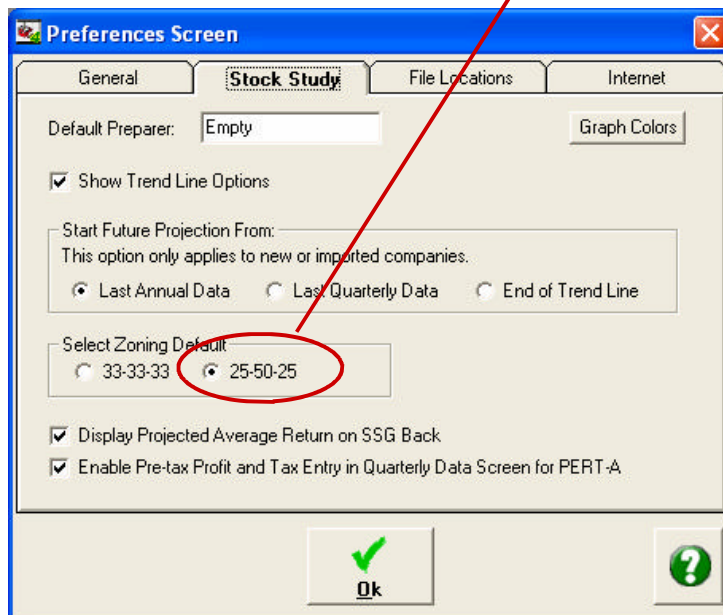 Preferences Screen
General Stock Study File Locations Internet
Default Preparer: Empty Graph Colors
Show Trend Line Options
Start Future Projection From:
This option only applies to new or imported companies.
Last Annual Data Last Quarterly Data End of Trend Line
Select Zoning Default
33-33-33 25-50-25
Display Projected Average Return on SSG Back
Enable Pre-tax Profit and Tax Entry in Quarterly Data Screen for PERT-A
Ok ?